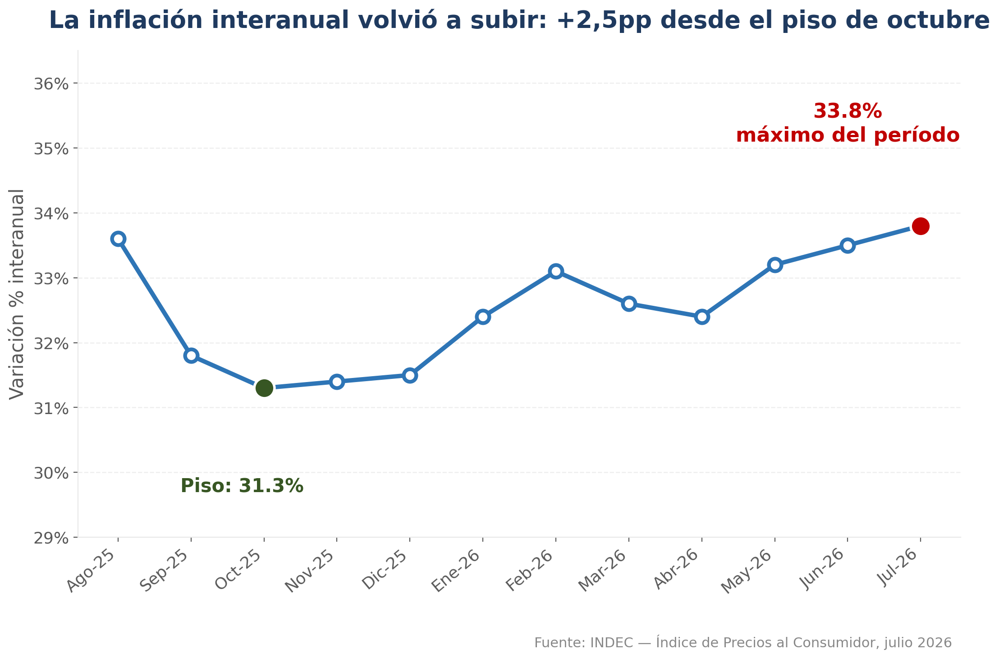 La inflación interanual volvió a subir: +2,5pp desde el piso de octubre
Variación % interanual
36%
35%
34%
33%
32%
31%
30%
29%
33.8%
máximo del período
Piso: 31.3%
Ago-25
Sep-25
Oct-25
Nov-25
Dic-25
Ene-26
Feb-26
Mar-26
Abr-26
May-26
Jun-26
Jul-26
Fuente: INDEC — Índice de Precios al Consumidor, julio 2026